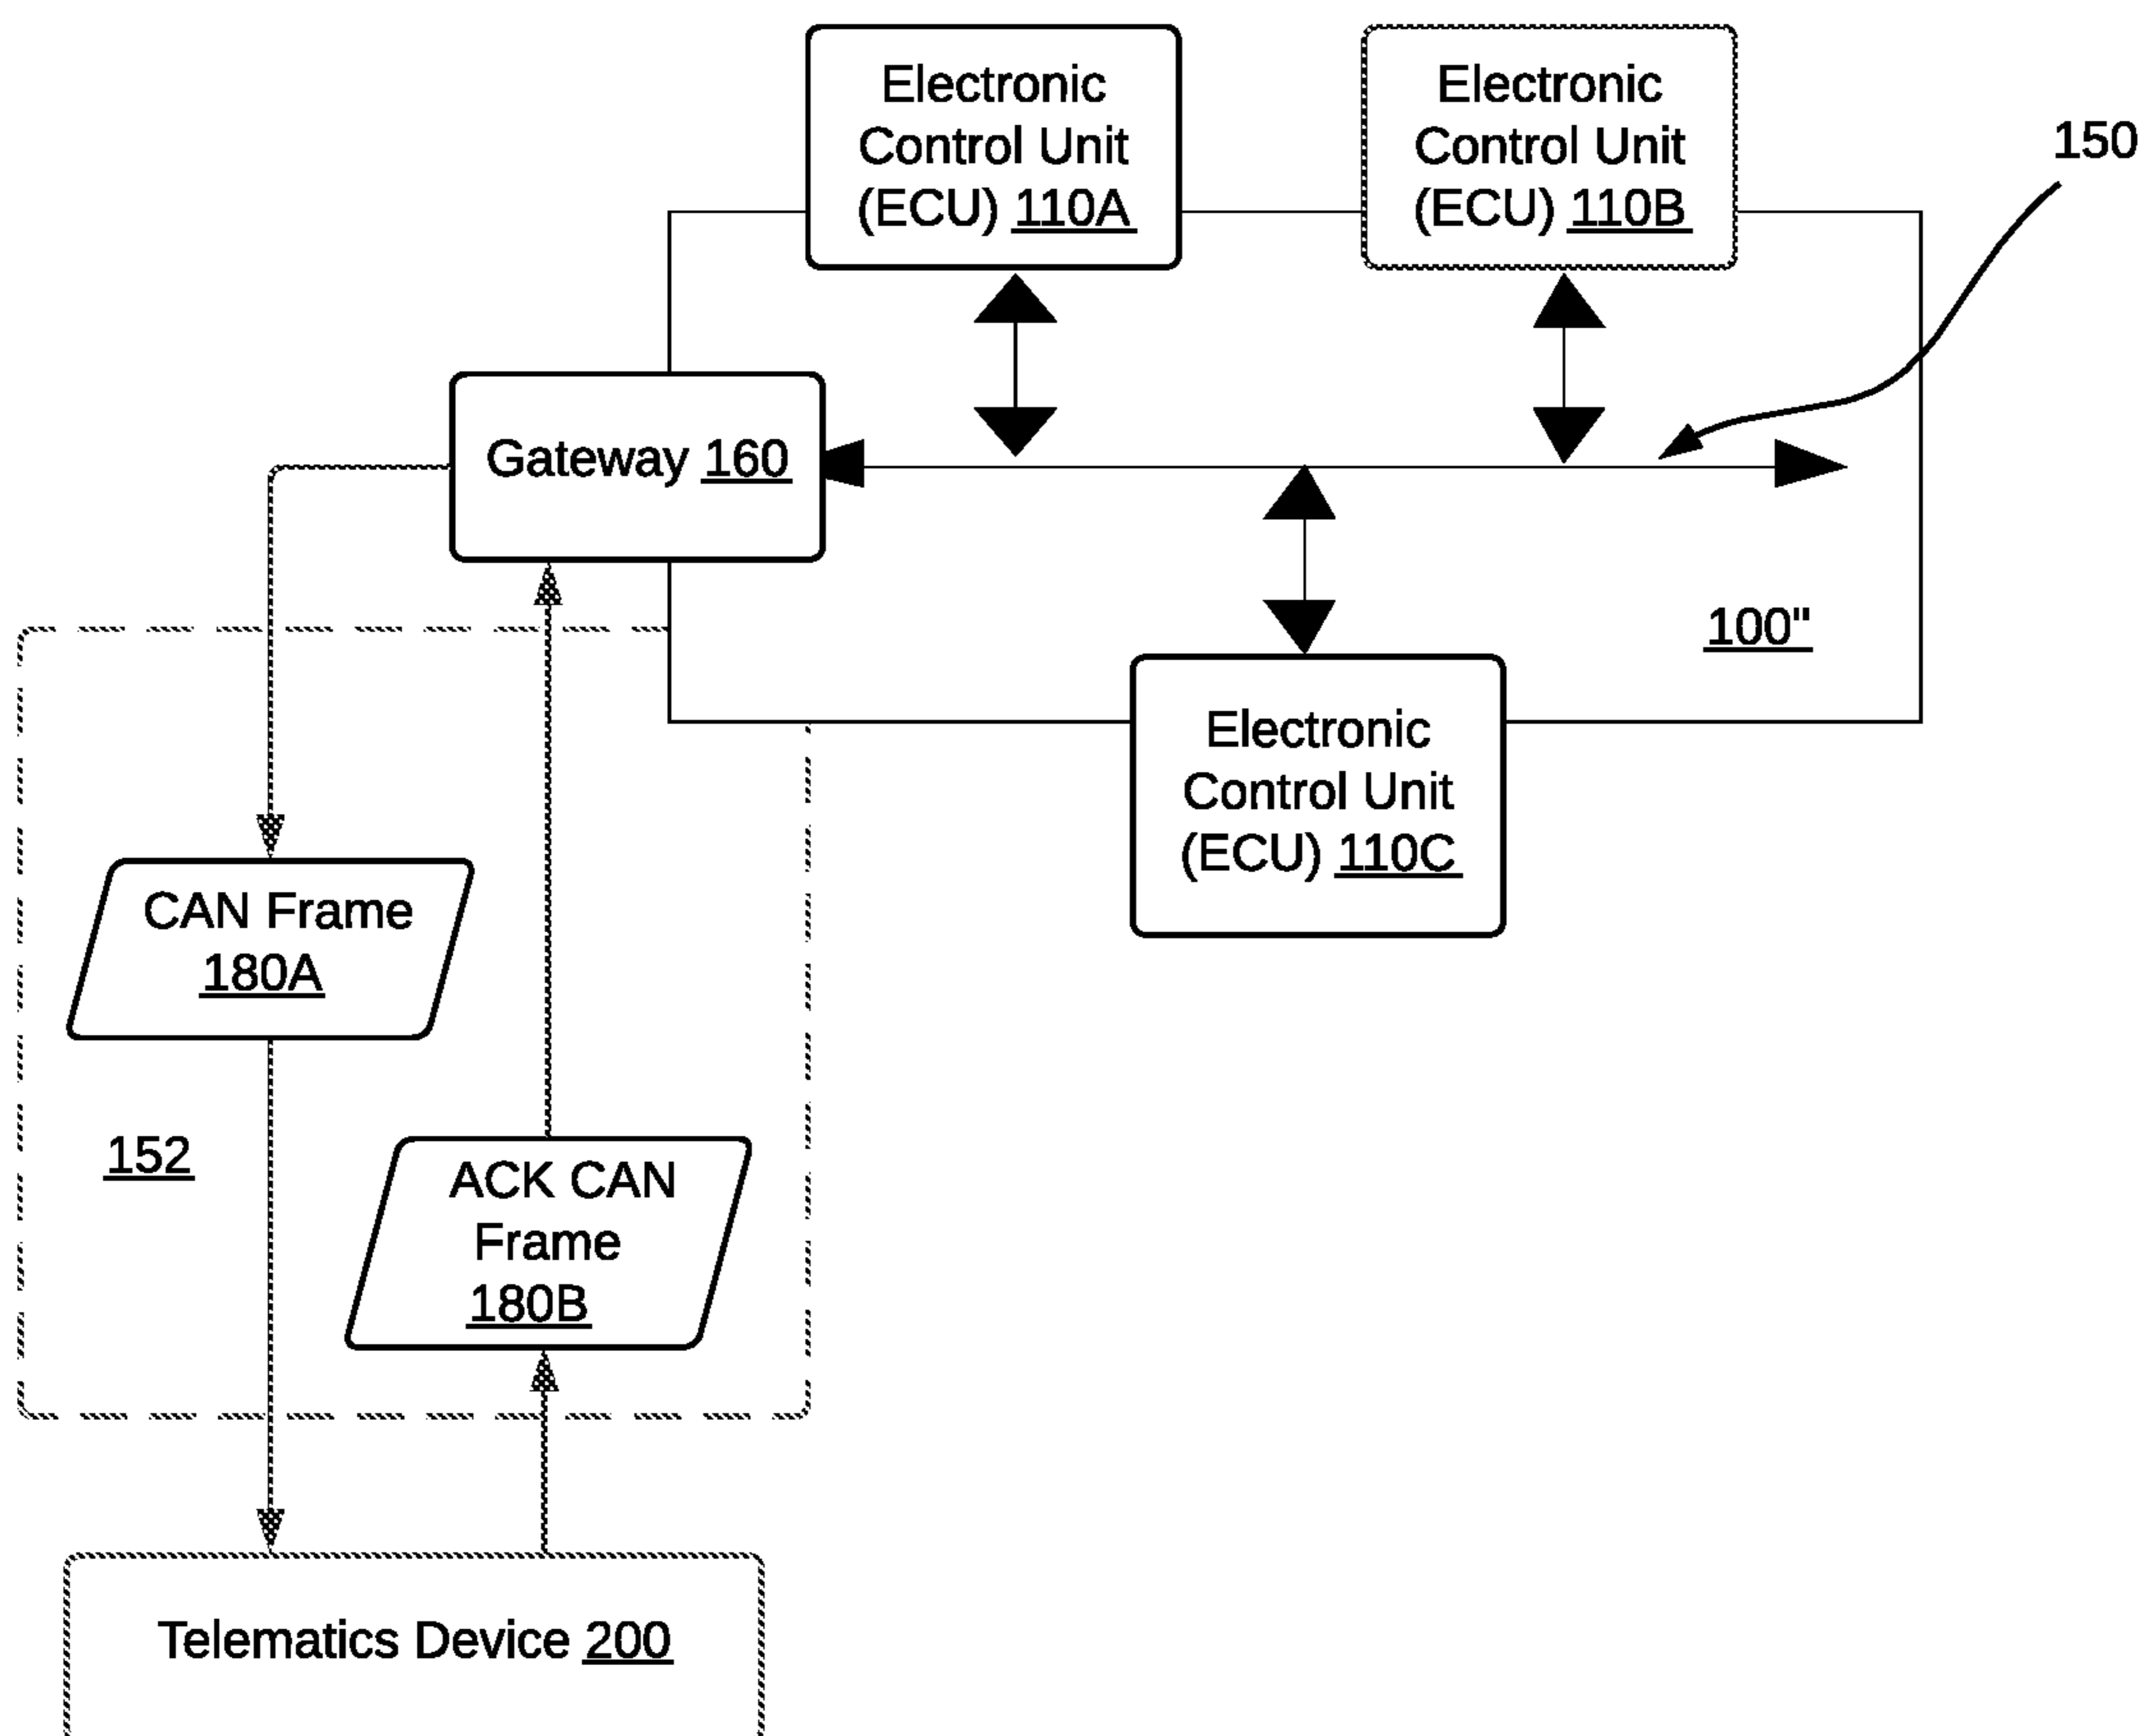 Electronic
Control Unit
(ECU) 110A
Electronic
Control Unit
(ECU) 110B
150
Gateway 160
100"
Electronic
Control Unit
(ECU) 110C
CAN Frame
180A
152
ACK CAN
Frame
180B
Telematics Device 200